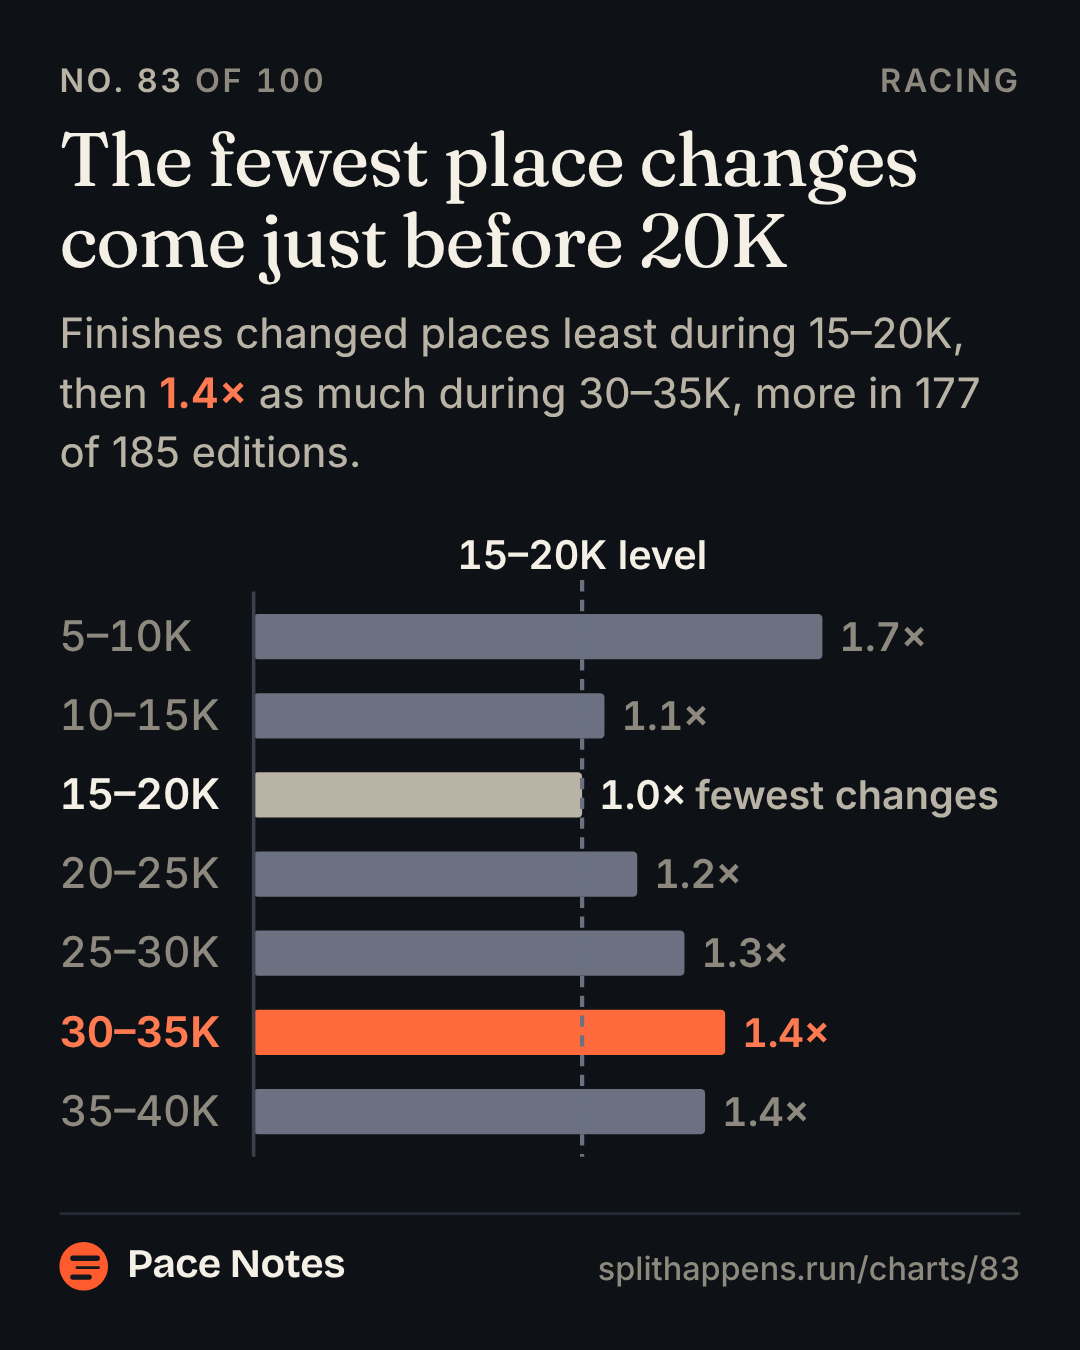 NO. 83 OF 100
RACING
The fewest place changes
come just before 20K
Finishes changed places least during 15–20K,
then 1.4× as much during 30–35K, more in 177
of 185 editions.
15–20K level
5–10K 1.7×
10–15K 1.1×
15–20K 1.0× fewest changes
20–25K 1.2×
25–30K 1.3×
30–35K 1.4×
35–40K 1.4×
Pace Notes
splithappens.run/charts/83